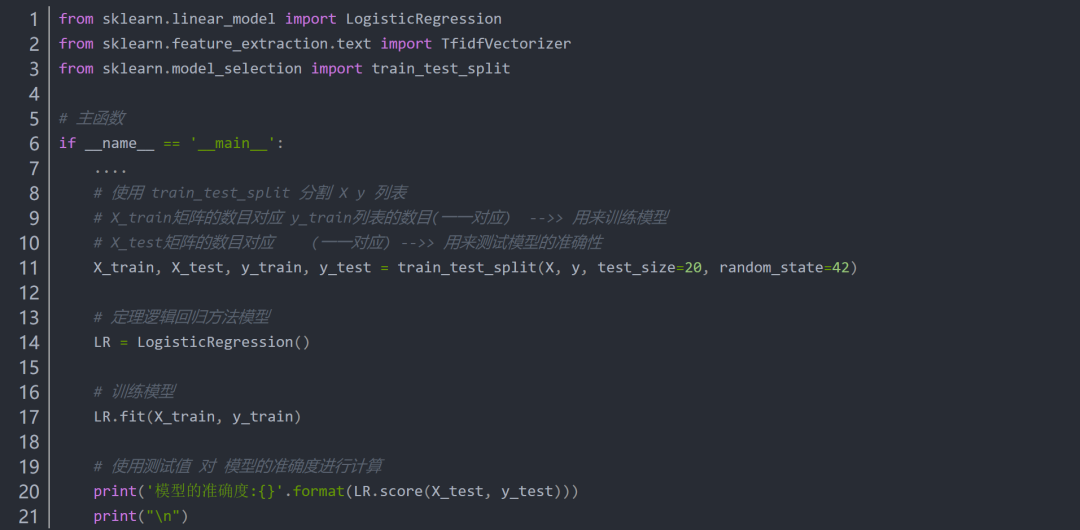 1 from sklearn.linear_model import LogisticRegression
2 from sklearn.feature_extraction.text import TfidfVectorizer
3 from sklearn.model_selection import train_test_split
4
5 # 主函数
6 if __name__ == '__main__':
7     ....
8     # 使用 train_test_split 分割 X y 列表
9     # X_train矩阵的数目对应 y_train列表的数目(一一对应)  -->> 用来训练模型
10     # X_test矩阵的数目对应    (一一对应) -->> 用来测试模型的准确性
11     X_train, X_test, y_train, y_test = train_test_split(X, y, test_size=20, random_state=42)
12
13     # 定理逻辑回归方法模型
14     LR = LogisticRegression()
15
16     # 训练模型
17     LR.fit(X_train, y_train)
18
19     # 使用测试值 对 模型的准确度进行计算
20     print('模型的准确度:{}'.format(LR.score(X_test, y_test)))
21     print("\n")